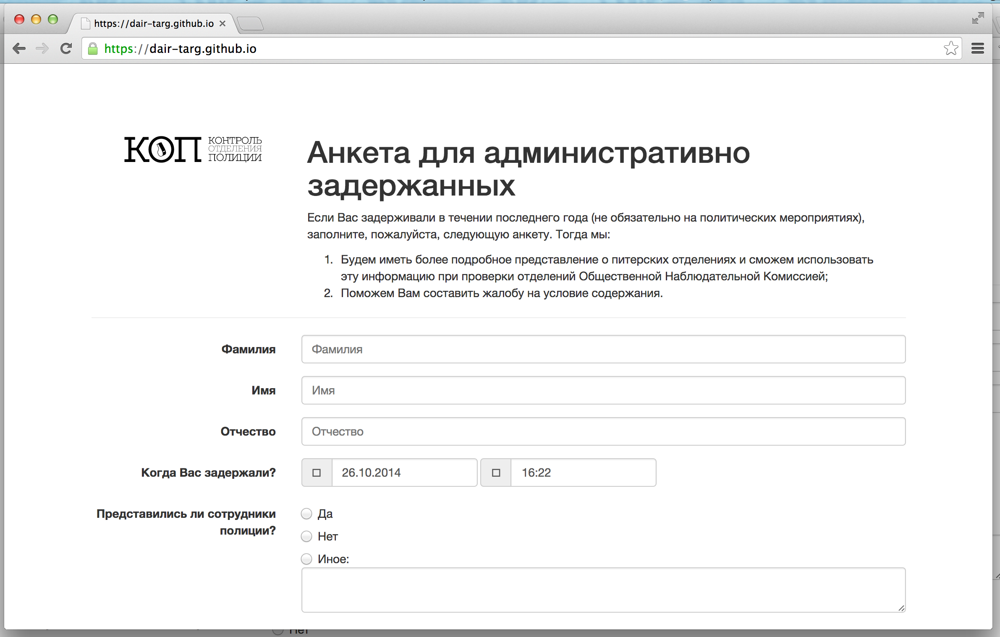 https://dair-targ.github.io
https://dair-targ.github.io
КОП
КОНТРОЛЬ
ОТДЕЛЕНИЯ
ПОЛИЦИИ
Анкета для административно
задержанных
Если Вас задерживали в течении последнего года (не обязательно на политических мероприятиях),
заполните, пожалуйста, следующую анкету. Тогда мы:
1. Будем иметь более подробное представление о питерских отделениях и сможем использовать
эту информацию при проверки отделений Общественной Наблюдательной Комиссией;
2. Поможем Вам составить жалобу на условие содержания.
Фамилия Фамилия
Имя Имя
Отчество Отчество
Когда Вас задержали? 26.10.2014 16:22
Представились ли сотрудники
полиции?
Да
Нет
Иное:
Нет